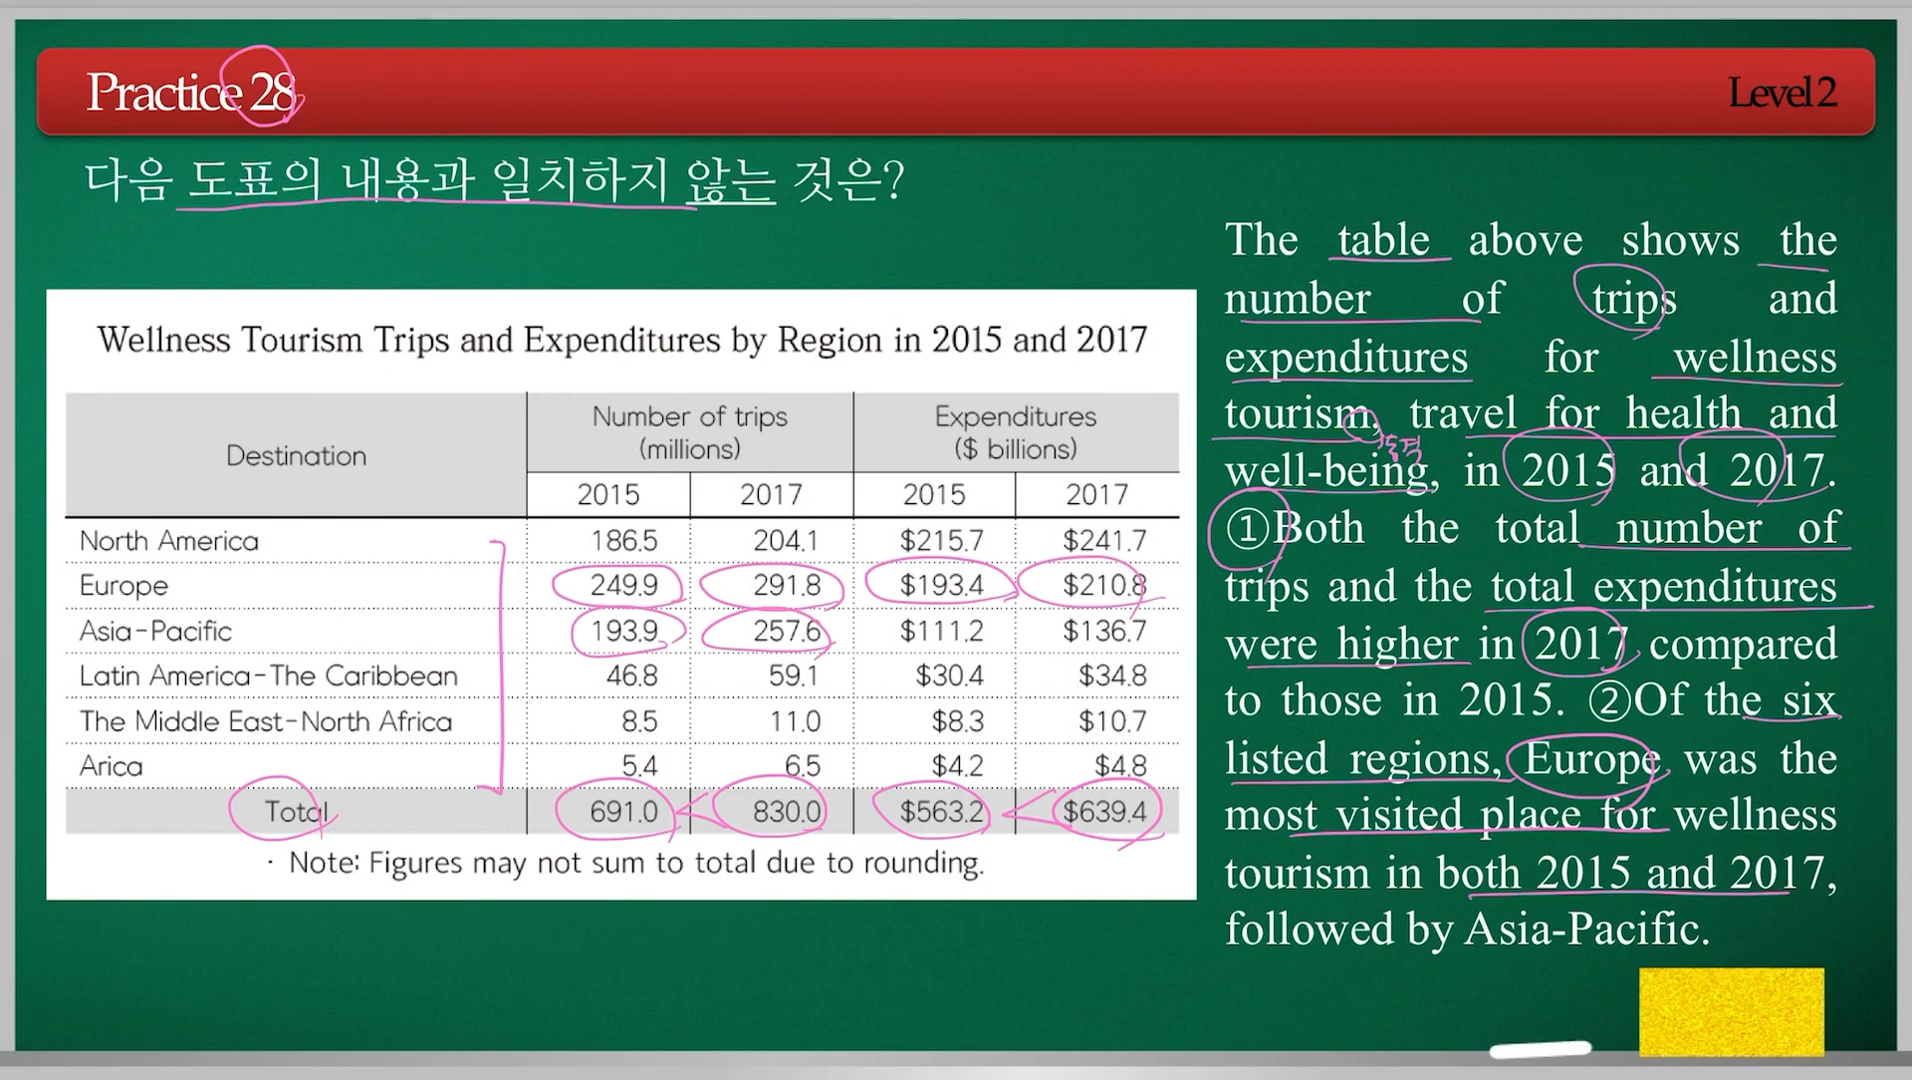 Practice 28
Level 2
다음 도표의 내용과 일치하지 않는 것은?
Wellness Tourism Trips and Expenditures by Region in 2015 and 2017
Destination Number of trips (millions) Expenditures ($ billions)
2015 2017 2015 2017
North America 186.5 204.1 $215.7 $241.7
Europe 249.9 291.8 $193.4 $210.8
Asia-Pacific 193.9 257.6 $111.2 $136.7
Latin America-The Caribbean 46.8 59.1 $30.4 $34.8
The Middle East-North Africa 8.5 11.0 $8.3 $10.7
Arica 5.4 6.5 $4.2 $4.8
Total 691.0 830.0 $563.2 $639.4
· Note: Figures may not sum to total due to rounding.
The table above shows the
number of trips and
expenditures for wellness
tourism, travel for health and
동격
well-being, in 2015 and 2017.
①Both the total number of
trips and the total expenditures
were higher in 2017 compared
to those in 2015. ②Of the six
listed regions, Europe was the
most visited place for wellness
tourism in both 2015 and 2017,
followed by Asia-Pacific.